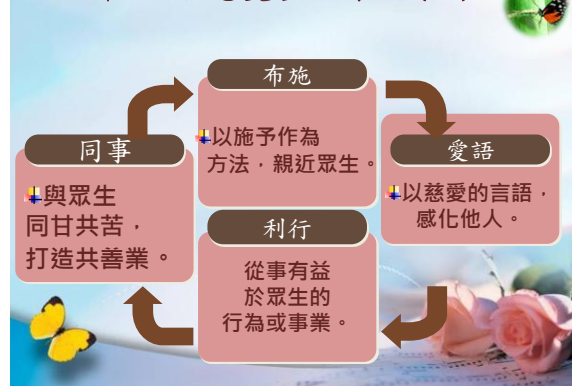 布施
以施予作為
方法，親近眾生。
愛語
以慈愛的言語，
感化他人。
利行
從事有益
於眾生的
行為或事業。
同事
與眾生
同甘共苦，
打造共善業。